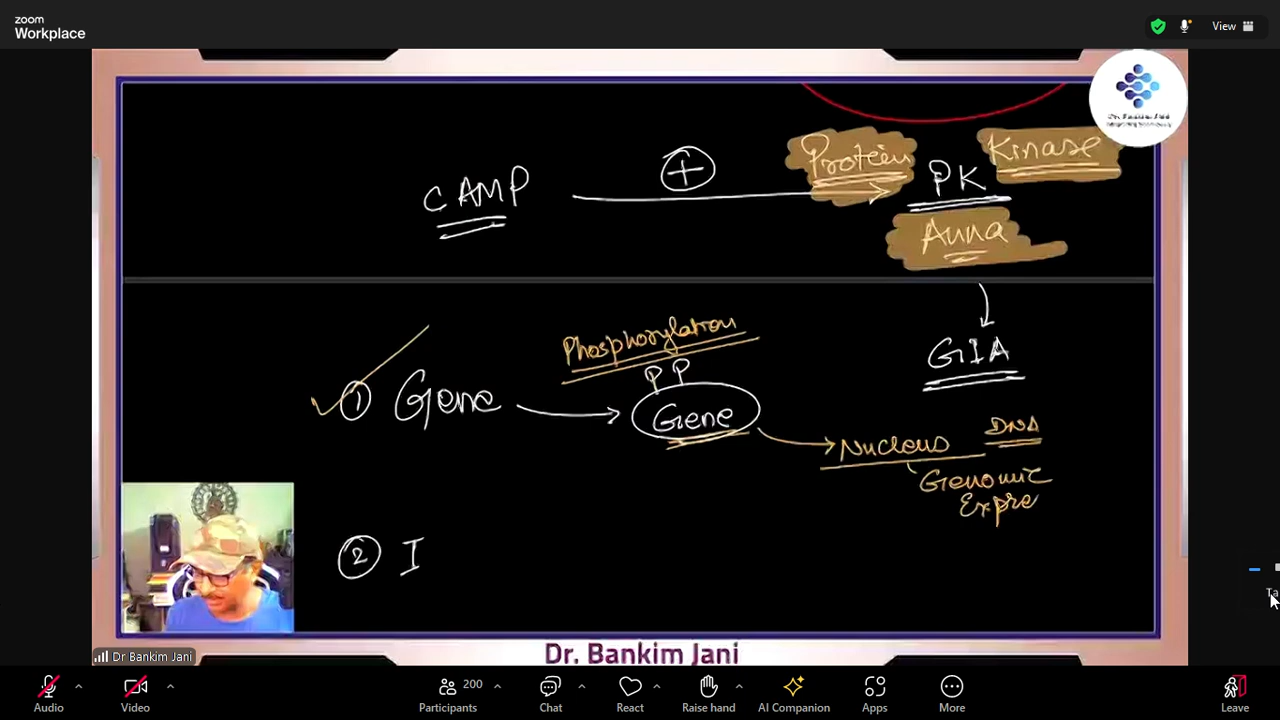 zoom
Workplace
View
cAMP
+
Protein
PK
Kinase
Anna
GIA
Phosphorylation
P P
① Gene
Gene
Nucleus
DNA
Genomic
Expre
② I
Dr Bankim Jani
Dr. Bankim Jani
Audio
Video
Participants
200
Chat
React
Raise hand
AI Companion
Apps
More
Leave